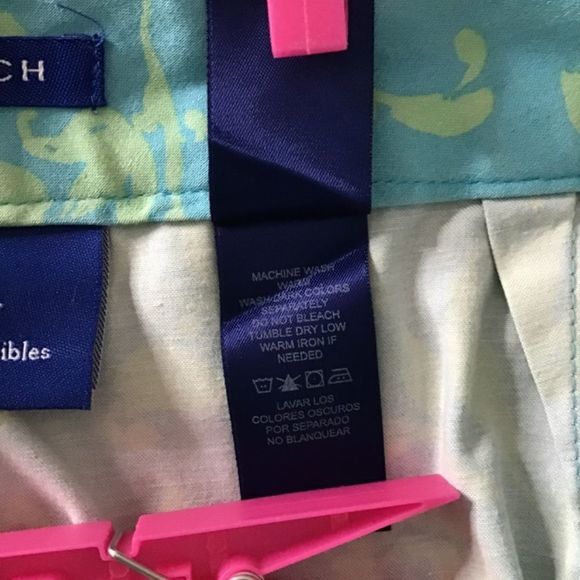 CH
ibles
MACHINE WASH
WARM
WASH DARK COLORS
SEPARATELY
DO NOT BLEACH
TUMBLE DRY LOW
WARM IRON IF
NEEDED
LAVAR LOS
COLORES OSCUROS
POR SEPARADO
NO BLANQUEAR